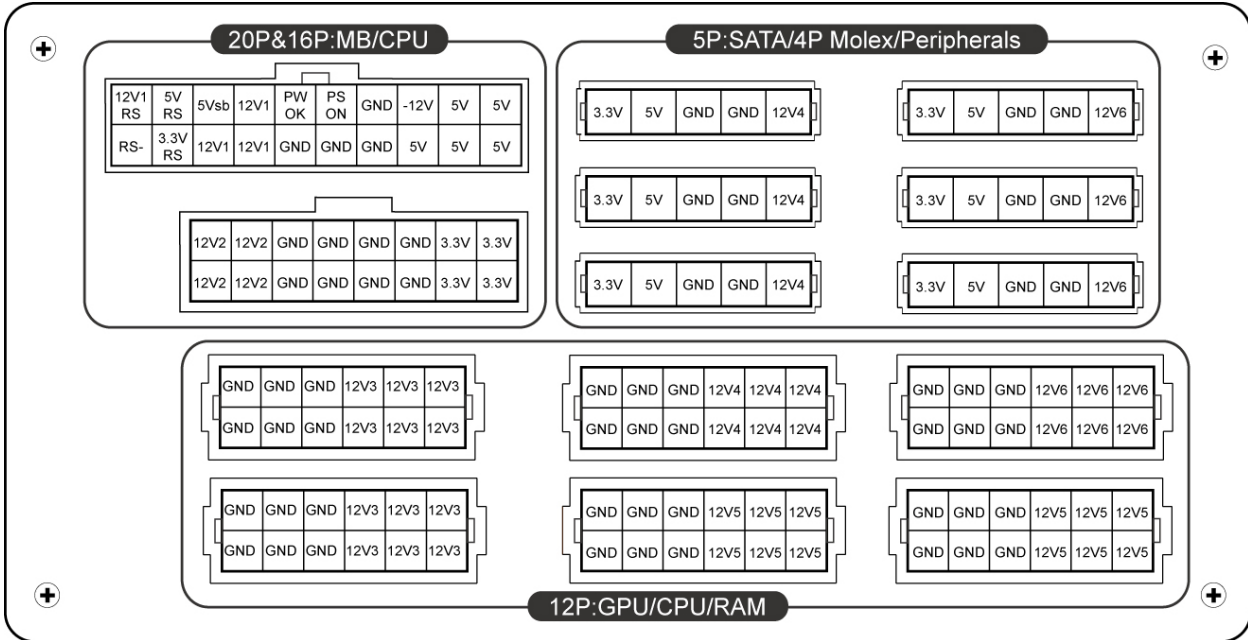 20P&16P:MB/CPU
12V1 RS 5V RS 5Vsb 12V1 PW OK PS ON GND -12V 5V 5V
RS- 3.3V RS 12V1 12V1 GND GND GND 5V 5V 5V
12V2 12V2 GND GND GND GND 3.3V 3.3V
12V2 12V2 GND GND GND GND 3.3V 3.3V
5P:SATA/4P Molex/Peripherals
3.3V 5V GND GND 12V4
3.3V 5V GND GND 12V6
3.3V 5V GND GND 12V4
3.3V 5V GND GND 12V6
3.3V 5V GND GND 12V4
3.3V 5V GND GND 12V6
GND GND GND 12V3 12V3 12V3
GND GND GND 12V3 12V3 12V3
GND GND GND 12V4 12V4 12V4
GND GND GND 12V4 12V4 12V4
GND GND GND 12V6 12V6 12V6
GND GND GND 12V6 12V6 12V6
GND GND GND 12V3 12V3 12V3
GND GND GND 12V3 12V3 12V3
GND GND GND 12V5 12V5 12V5
GND GND GND 12V5 12V5 12V5
GND GND GND 12V5 12V5 12V5
GND GND GND 12V5 12V5 12V5
12P:GPU/CPU/RAM